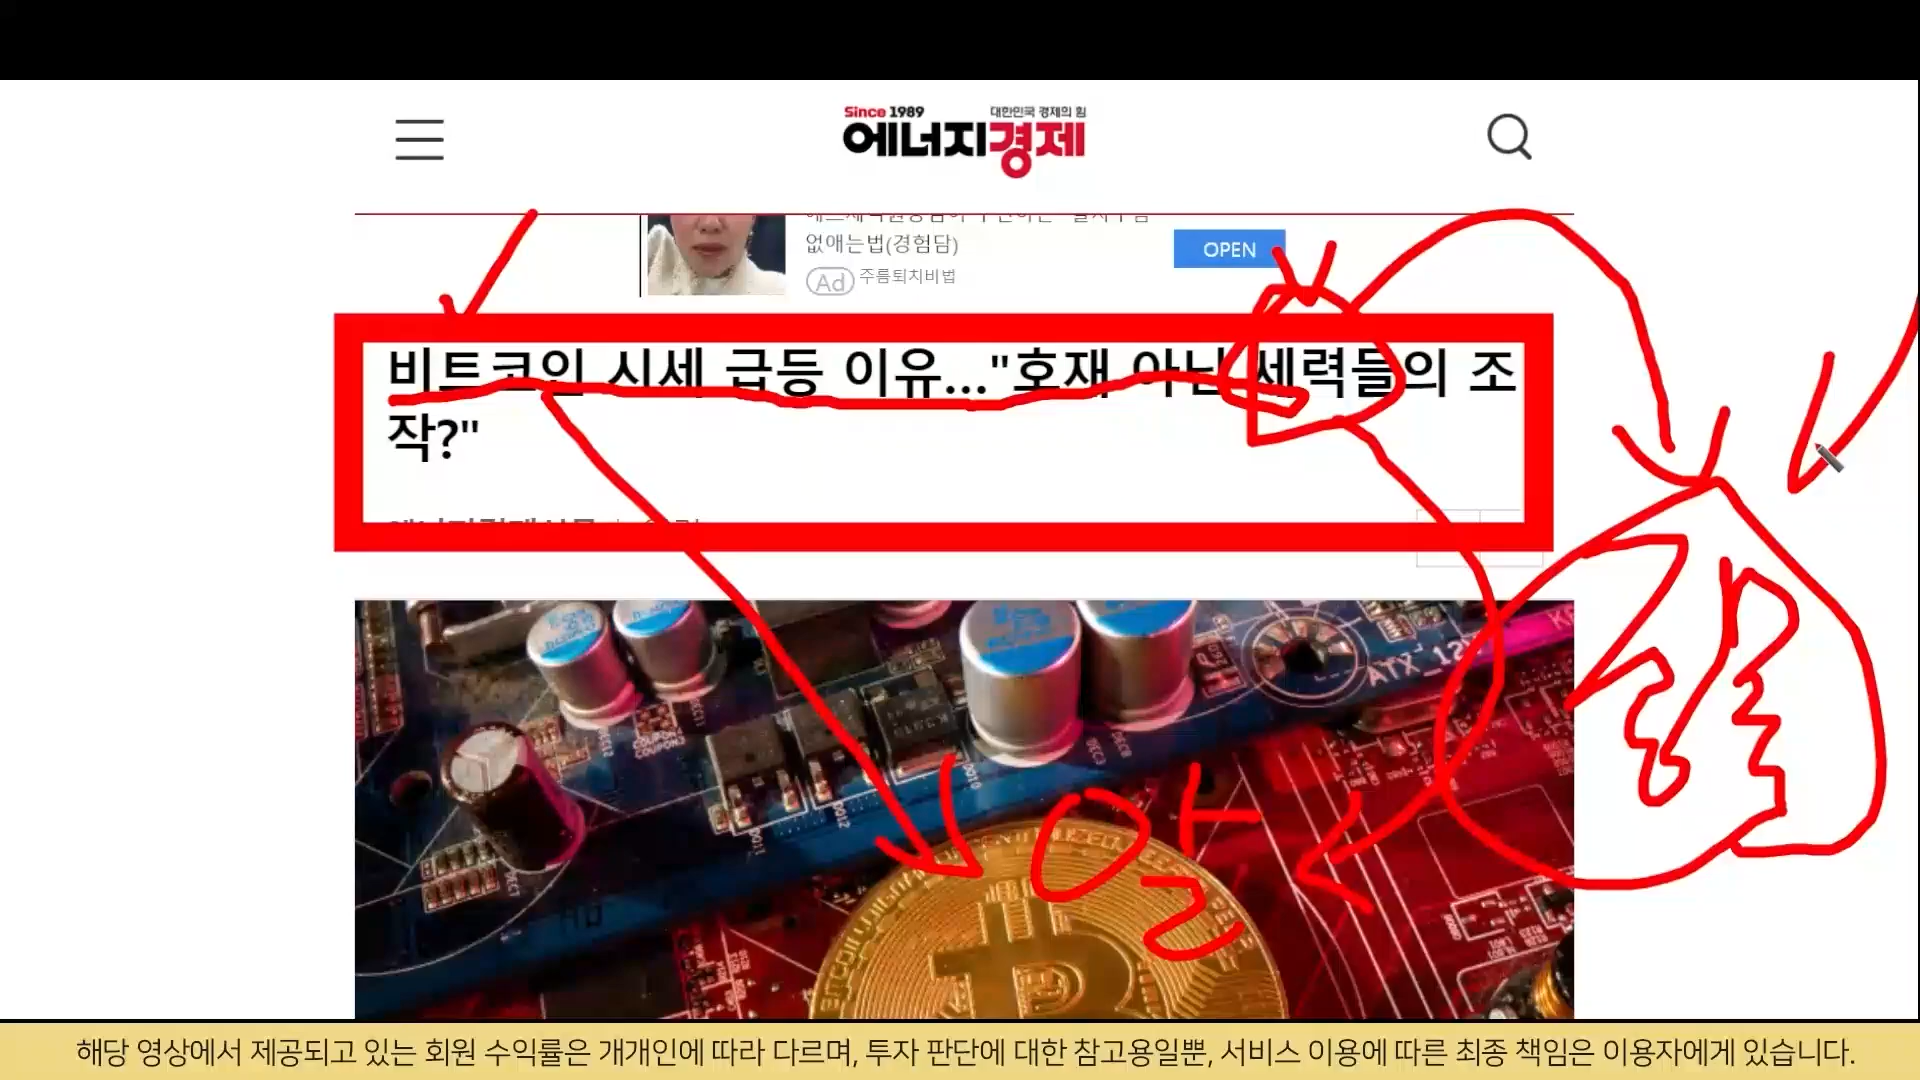 Since 1989
대한민국 경제의 힘
에너지경제
없애는법(경험담)
OPEN
Ad 주름퇴치비법
비트코인 시세 급등 이유..."호재 아닌 세력들의 조
작?"
ATX_12V
알
해당 영상에서 제공되고 있는 회원 수익률은 개개인에 따라 다르며, 투자 판단에 대한 참고용일뿐, 서비스 이용에 따른 최종 책임은 이용자에게 있습니다.